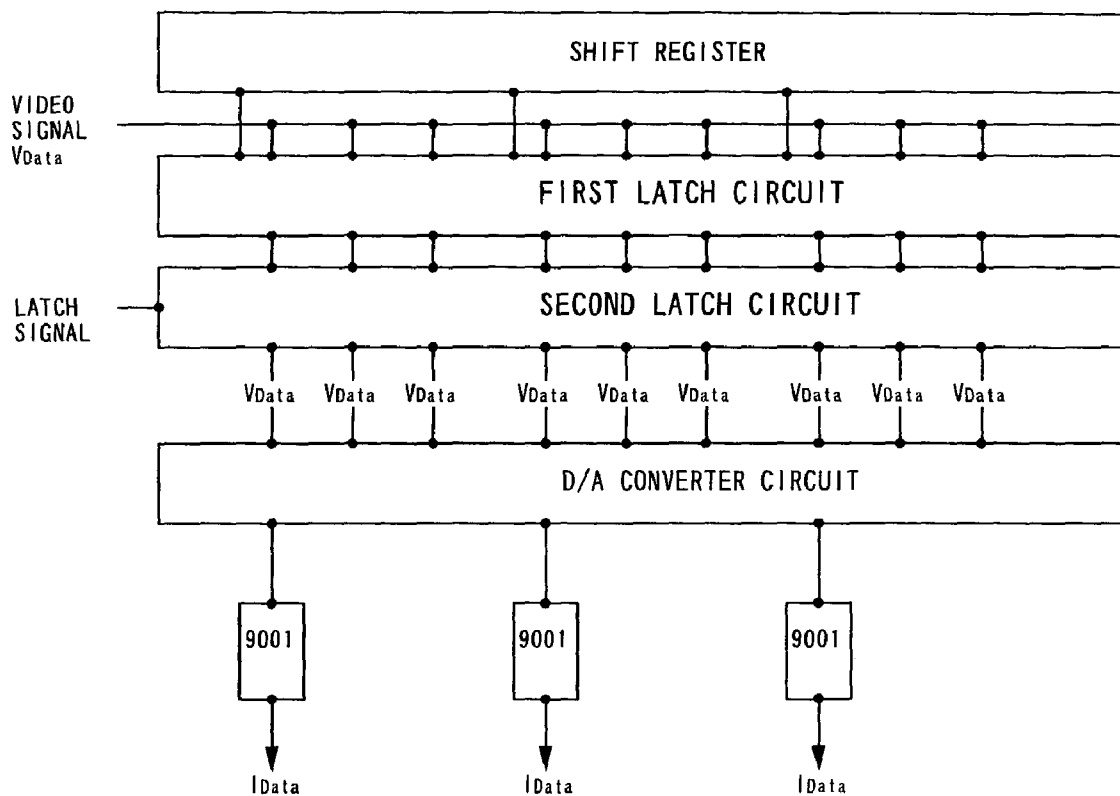 SHIFT REGISTER
VIDEO
SIGNAL
VData
FIRST LATCH CIRCUIT
SECOND LATCH CIRCUIT
LATCH
SIGNAL
VData VData VData VData VData VData VData VData VData
D/A CONVERTER CIRCUIT
9001 9001 9001
IData IData IData